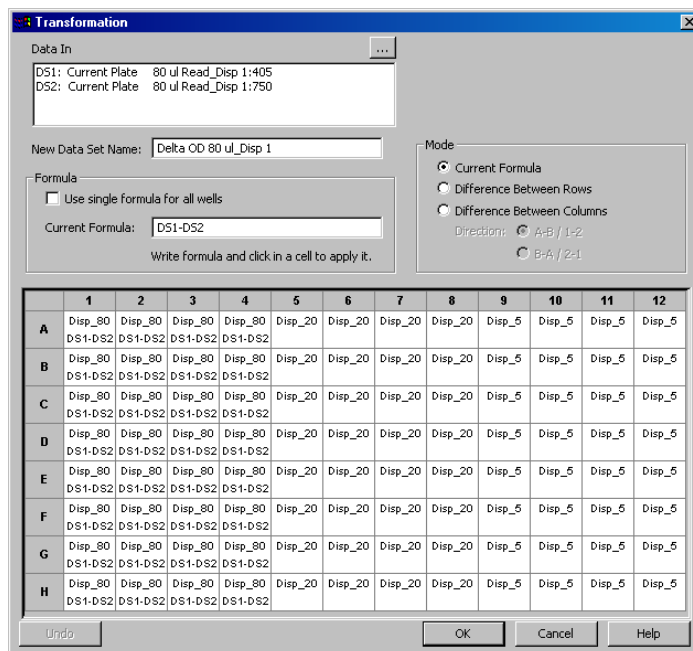 Transformation
Data In
...
DS1: Current Plate 80 ul Read_Disp 1:405
DS2: Current Plate 80 ul Read_Disp 1:750
New Data Set Name: Delta OD 80 ul_Disp 1
Mode
Current Formula
Difference Between Rows
Difference Between Columns
Direction: A-B / 1-2
B-A / 2-1
Formula
Use single formula for all wells
Current Formula: DS1-DS2
Write formula and click in a cell to apply it.
1 2 3 4 5 6 7 8 9 10 11 12
A Disp_80 Disp_80 Disp_80 Disp_80 Disp_20 Disp_20 Disp_20 Disp_20 Disp_5 Disp_5 Disp_5 Disp_5
DS1-DS2 DS1-DS2 DS1-DS2 DS1-DS2
B Disp_80 Disp_80 Disp_80 Disp_80 Disp_20 Disp_20 Disp_20 Disp_20 Disp_5 Disp_5 Disp_5 Disp_5
DS1-DS2 DS1-DS2 DS1-DS2 DS1-DS2
C Disp_80 Disp_80 Disp_80 Disp_80 Disp_20 Disp_20 Disp_20 Disp_20 Disp_5 Disp_5 Disp_5 Disp_5
DS1-DS2 DS1-DS2 DS1-DS2 DS1-DS2
D Disp_80 Disp_80 Disp_80 Disp_80 Disp_20 Disp_20 Disp_20 Disp_20 Disp_5 Disp_5 Disp_5 Disp_5
DS1-DS2 DS1-DS2 DS1-DS2 DS1-DS2
E Disp_80 Disp_80 Disp_80 Disp_80 Disp_20 Disp_20 Disp_20 Disp_20 Disp_5 Disp_5 Disp_5 Disp_5
DS1-DS2 DS1-DS2 DS1-DS2 DS1-DS2
F Disp_80 Disp_80 Disp_80 Disp_80 Disp_20 Disp_20 Disp_20 Disp_20 Disp_5 Disp_5 Disp_5 Disp_5
DS1-DS2 DS1-DS2 DS1-DS2 DS1-DS2
G Disp_80 Disp_80 Disp_80 Disp_80 Disp_20 Disp_20 Disp_20 Disp_20 Disp_5 Disp_5 Disp_5 Disp_5
DS1-DS2 DS1-DS2 DS1-DS2 DS1-DS2
H Disp_80 Disp_80 Disp_80 Disp_80 Disp_20 Disp_20 Disp_20 Disp_20 Disp_5 Disp_5 Disp_5 Disp_5
DS1-DS2 DS1-DS2 DS1-DS2 DS1-DS2
Undo OK Cancel Help